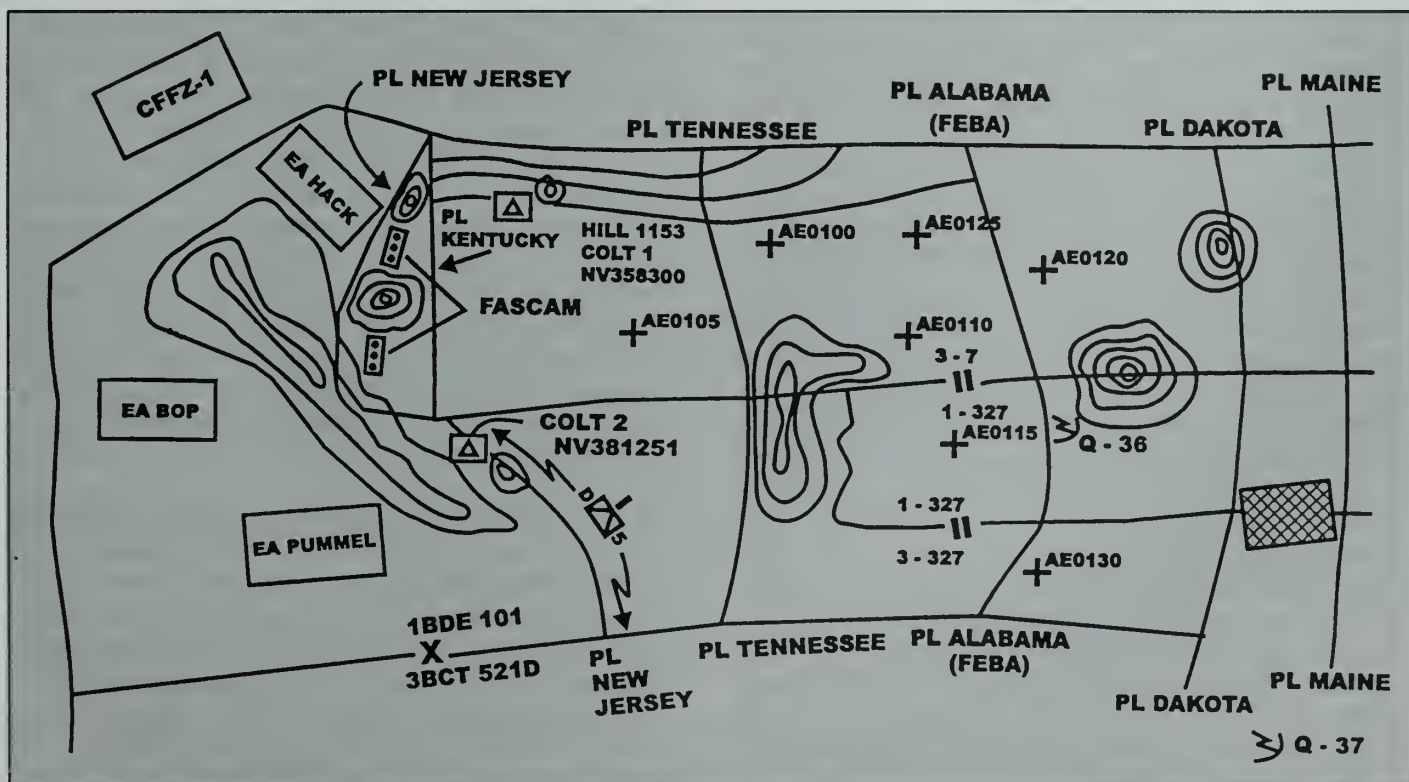 CFFZ-1
PL NEW JERSEY
EA HACK
PL TENNESSEE
PL ALABAMA
(FEBA)
PL DAKOTA
PL MAINE
PL
KENTUCKY
HILL 1153
COLT 1
NV358300
FASCAM
AE0100
AE0125
AE0120
AE0105
AE0110
3 - 7
1 - 327
AE0115
Q - 36
EA BOP
COLT 2
NV381251
D
5
EA PUMMEL
1 - 327
3 - 327
AE0130
1BDE 101
X
3BCT 521D
PL
NEW
JERSEY
PL TENNESSEE
PL ALABAMA
(FEBA)
PL DAKOTA
PL MAINE
Q - 37